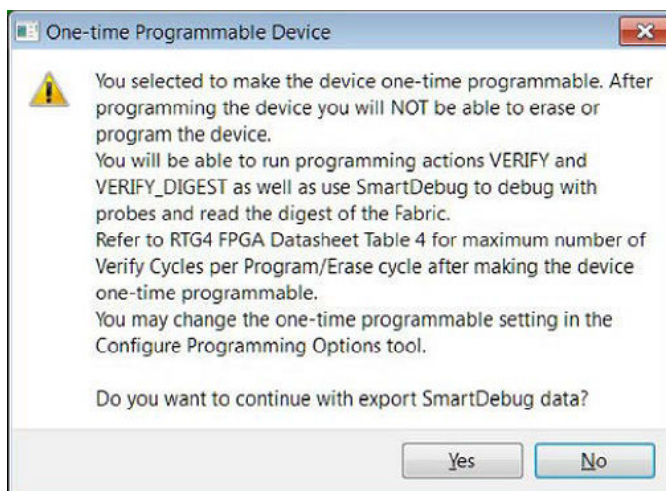 One-time Programmable Device
You selected to make the device one-time programmable. After
programming the device you will NOT be able to erase or
program the device.
You will be able to run programming actions VERIFY and
VERIFY_DIGEST as well as use SmartDebug to debug with
probes and read the digest of the Fabric.
Refer to RTG4 FPGA Datasheet Table 4 for maximum number of
Verify Cycles per Program/Erase cycle after making the device
one-time programmable.
You may change the one-time programmable setting in the
Configure Programming Options tool.
Do you want to continue with export SmartDebug data?
Yes No